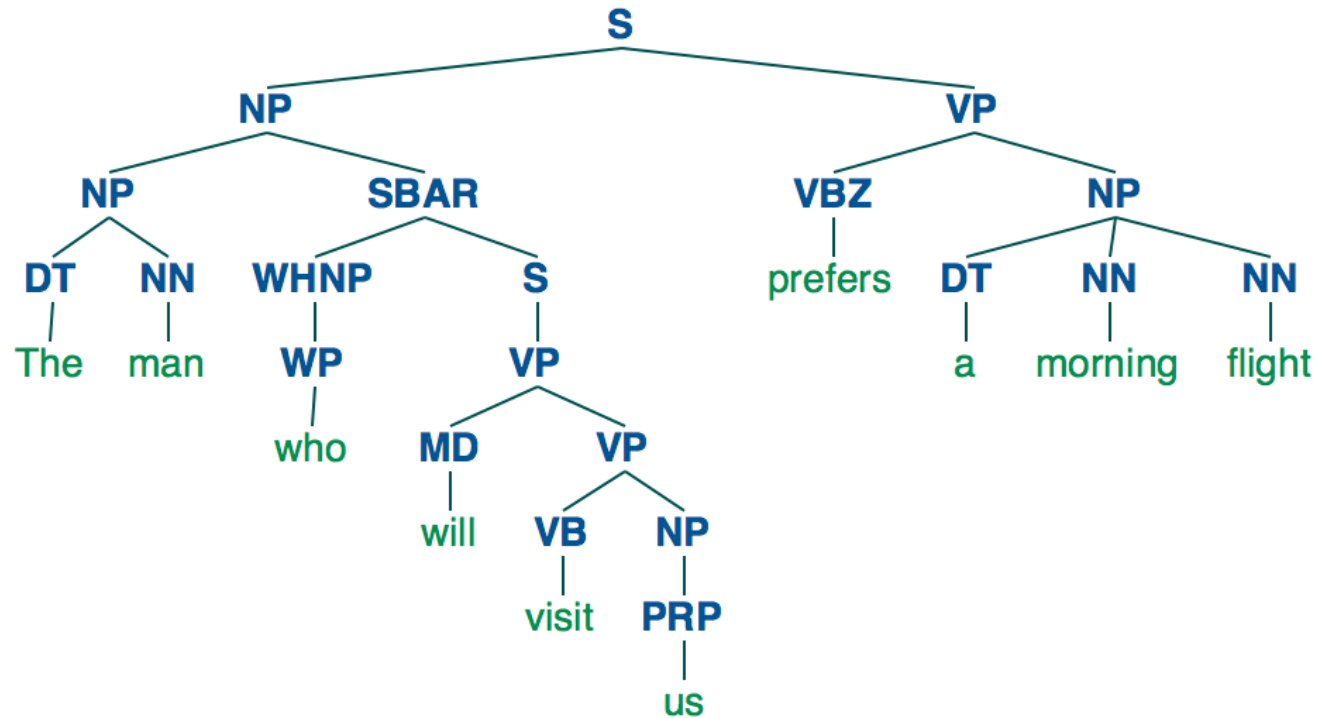 S
NP VP
NP SBAR VBZ NP
DT NN WHNP S prefers DT NN NN
The man WP VP a morning flight
who MD VP
will VB NP
visit PRP
us